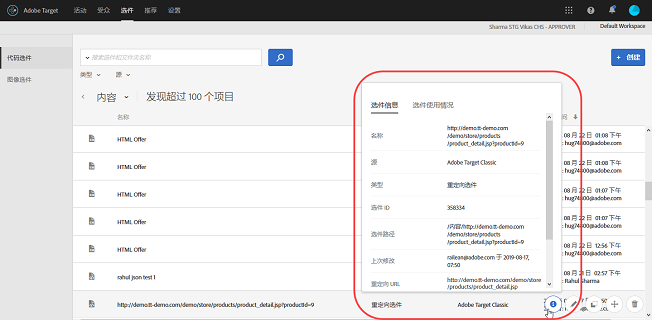 Adobe Target
活动 受众 选件 推荐 设置
Sharma STG Vikas CHS - APPROVER
Default Workspace
代码选件
图像选件
搜索选件和文件夹名称
+ 创建
类型 源
内容 发现超过 100 个项目
名称
HTML Offer
HTML Offer
HTML Offer
HTML Offer
HTML Offer
rahul json test 1
http://demo.tt-demo.com/demo/store/products/product_detail.jsp?productId=9
重定向选件 Adobe Target Classic
选件信息 选件使用情况
名称
http://demo.tt-demo.com
/demo/store/products
/product_detail.jsp?productId=9
源 Adobe Target Classic
类型 重定向选件
选件 ID 358334
选件路径
/内容/http://demo.tt-demo.com
/demo/store/products
/product_detail.jsp?productId=9
上次修改
railean@adobe.com 于 2019-08-17,
07:50
重定向 URL
http://demo.tt-demo.com/demo/store
/products/product_detail.jsp
间
08 月 22 日 01:08 下午
: hug74800@adobe.com
08 月 22 日 01:08 下午
: hug74800@adobe.com
08 月 22 日 01:07 下午
: hug74800@adobe.com
08 月 22 日 01:07 下午
: hug74800@adobe.com
08 月 22 日 12:56 下午
: hug74800@adobe.com
月 21 日 02:57 下午
: Rahul Sharma